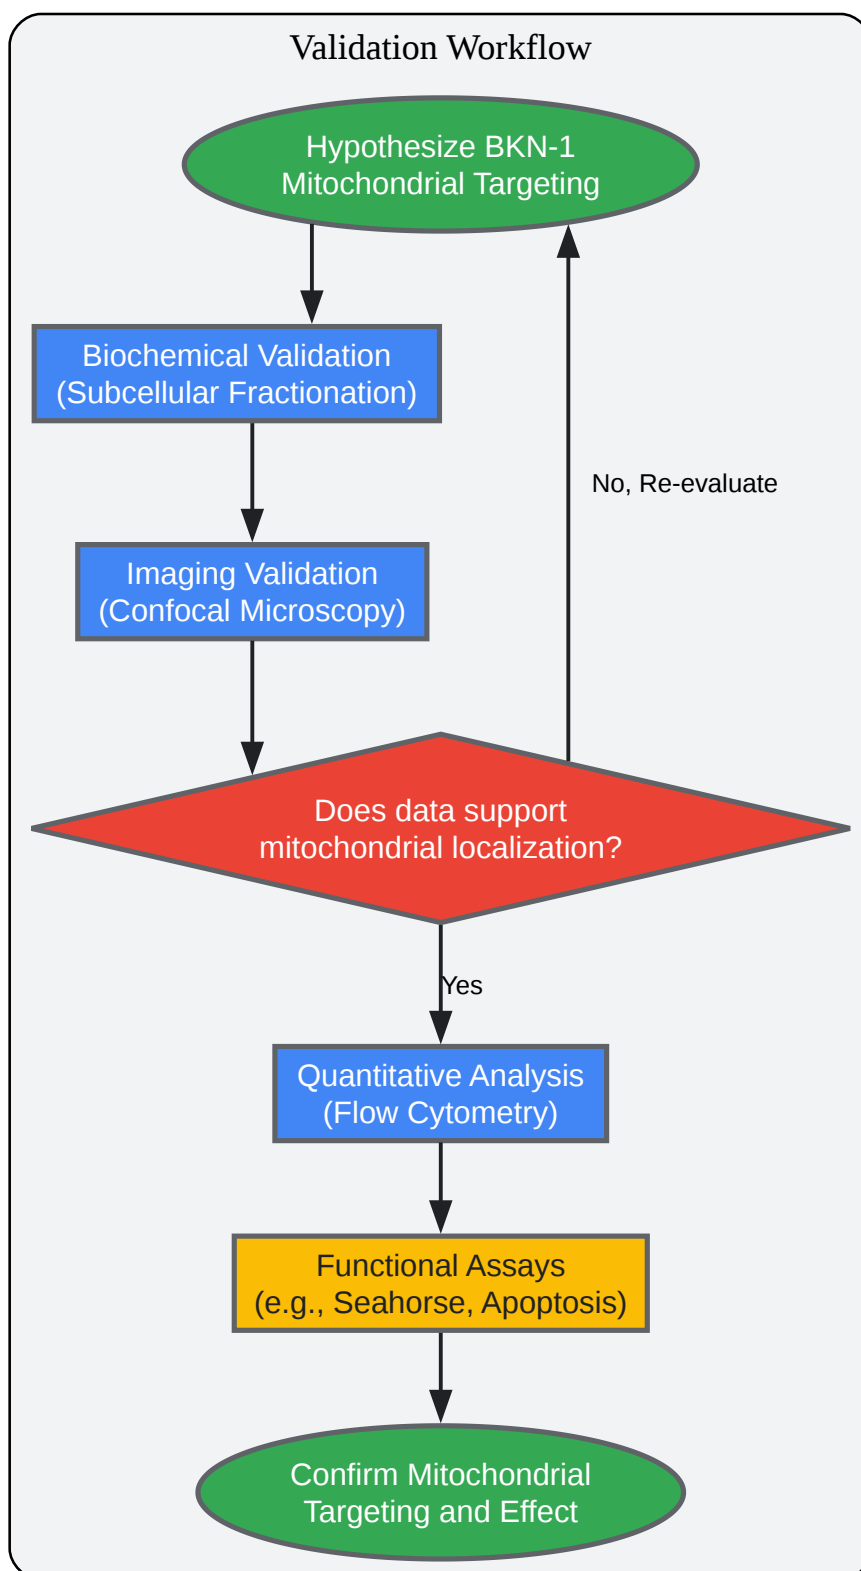 Validation Workflow
Hypothesize BKN-1
Mitochondrial Targeting
Biochemical Validation
(Subcellular Fractionation)
No, Re-evaluate
Imaging Validation
(Confocal Microscopy)
Does data support
mitochondrial localization?
Yes
Quantitative Analysis
(Flow Cytometry)
Functional Assays
(e.g., Seahorse, Apoptosis)
Confirm Mitochondrial
Targeting and Effect